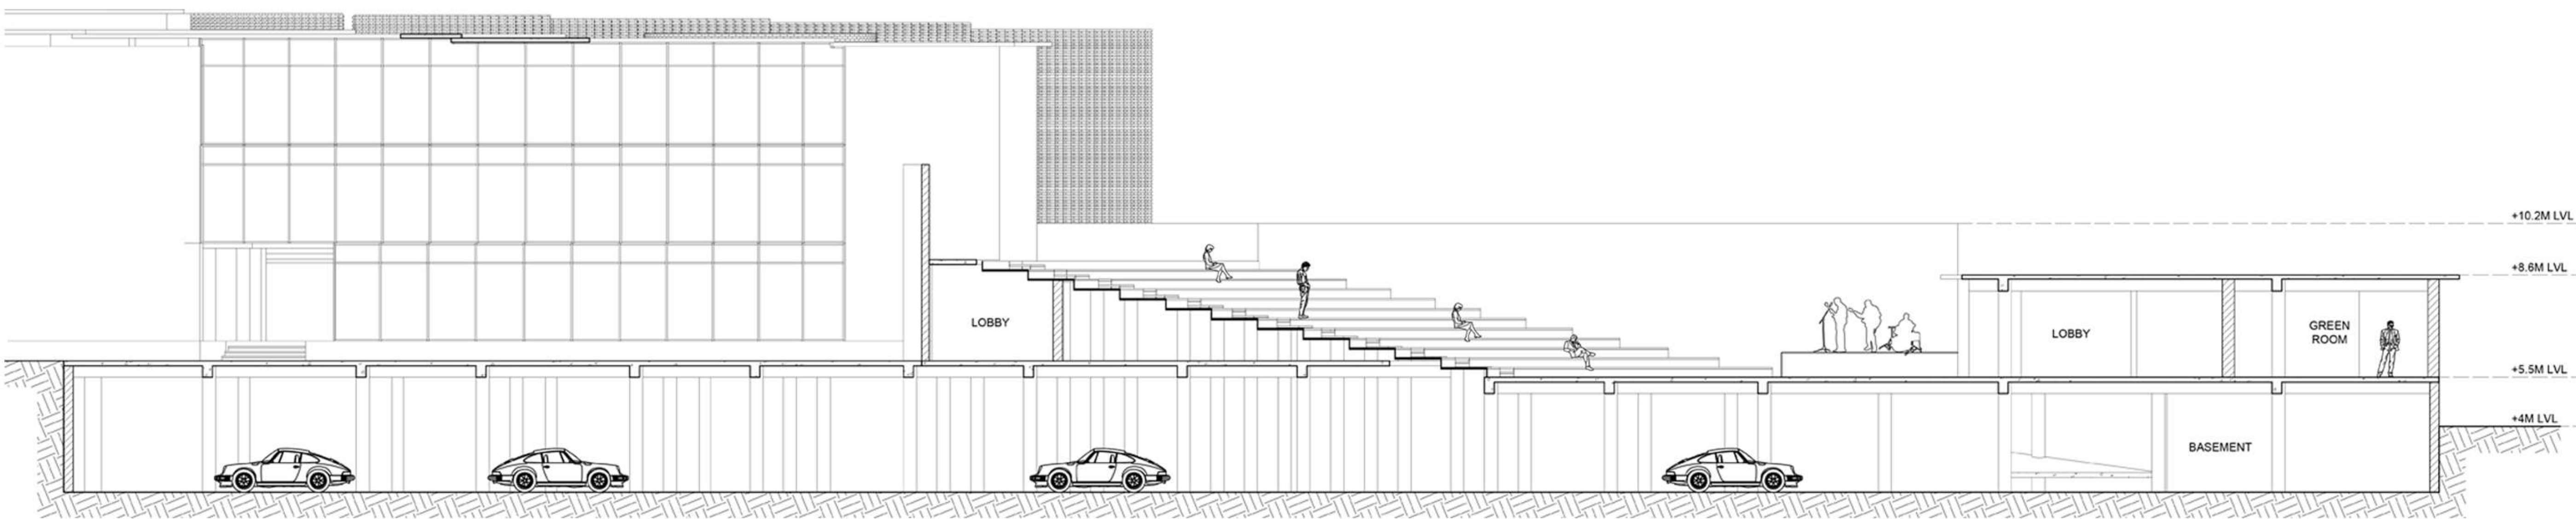 +10.2M LVL
+8.6M LVL
LOBBY
LOBBY
GREEN
ROOM
+5.5M LVL
+4M LVL
BASEMENT